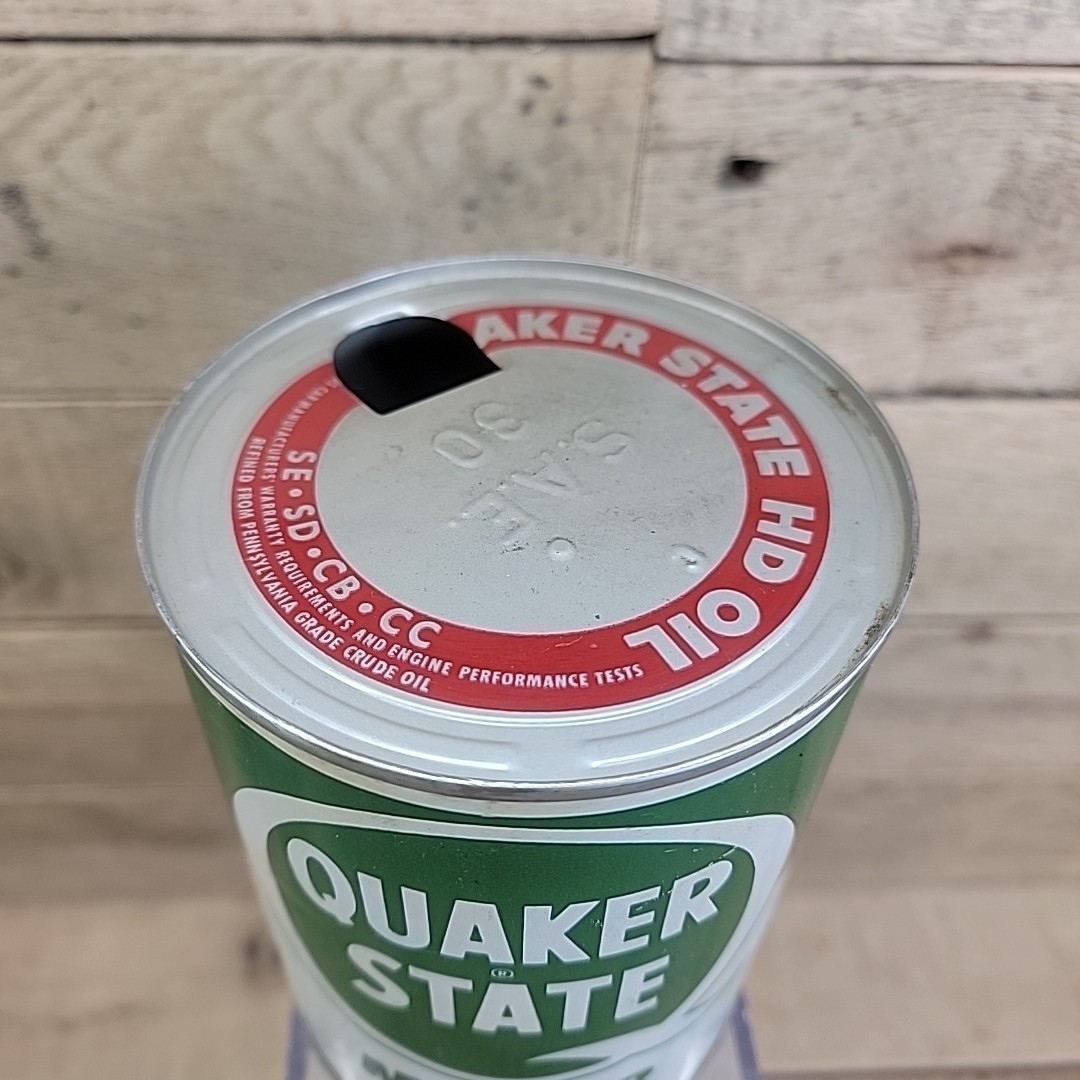 AKER STATE HD OIL
SE • SD • CB • CC
CAR MANUFACTURERS' WARRANTY REQUIREMENTS AND ENGINE PERFORMANCE TESTS
REFINED FROM PENNSYLVANIA GRADE CRUDE OIL
S.A.E.
30
QUAKER
STATE
®